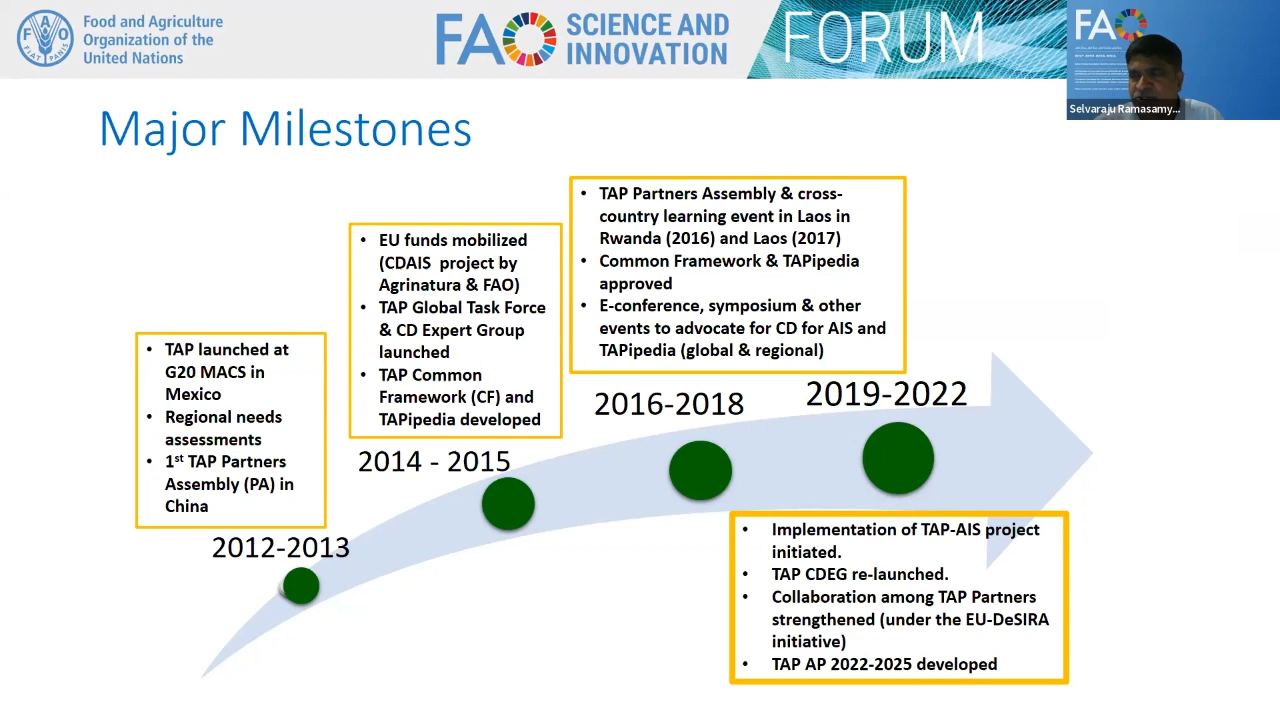 Food and Agriculture
Organization of the
United Nations
FAO
SCIENCE AND
INNOVATION
FORUM
FAO
Selvaraju Ramasamy...
Major Milestones
• TAP launched at
G20 MACS in
Mexico
• Regional needs
assessments
• 1st TAP Partners
Assembly (PA) in
China
2012-2013
• EU funds mobilized
(CDAIS project by
Agrinatura & FAO)
• TAP Global Task Force
& CD Expert Group
launched
• TAP Common
Framework (CF) and
TAPipedia developed
2014 - 2015
• TAP Partners Assembly & cross-
country learning event in Laos in
Rwanda (2016) and Laos (2017)
• Common Framework & TAPipedia
approved
• E-conference, symposium & other
events to advocate for CD for AIS and
TAPipedia (global & regional)
2016-2018
2019-2022
• Implementation of TAP-AIS project
initiated.
• TAP CDEG re-launched.
• Collaboration among TAP Partners
strengthened (under the EU-DeSIRA
initiative)
• TAP AP 2022-2025 developed